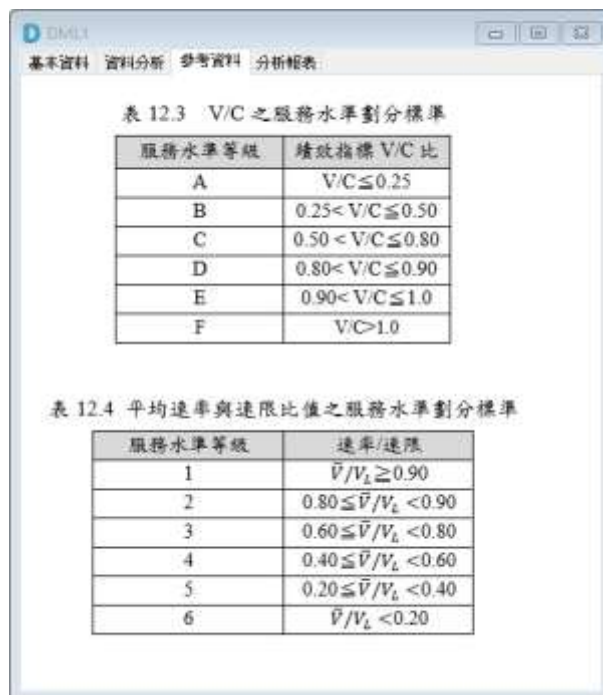 DML1
基本資料 資料分析 參考資料 分析報表
表 12.3 V/C 之服務水準劃分標準
服務水準等級 績效指標 V/C 比
A V/C≦0.25
B 0.25< V/C≦0.50
C 0.50 < V/C≦0.80
D 0.80< V/C≦0.90
E 0.90< V/C≦1.0
F V/C>1.0
表 12.4 平均速率與速限比值之服務水準劃分標準
服務水準等級 速率/速限
1 V̄/V_L≧0.90
2 0.80≦V̄/V_L <0.90
3 0.60≦V̄/V_L <0.80
4 0.40≦V̄/V_L <0.60
5 0.20≦V̄/V_L <0.40
6 V̄/V_L <0.20